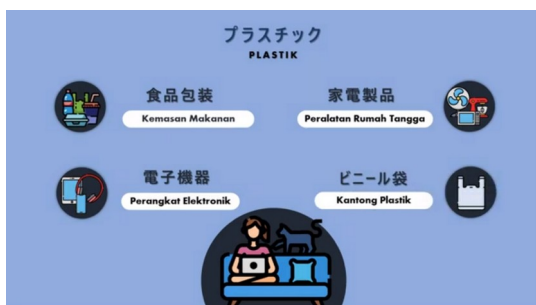 プラスチック
PLASTIK
食品包装
Kemasan Makanan
家電製品
Peralatan Rumah Tangga
電子機器
Perangkat Elektronik
ビニール袋
Kantong Plastik